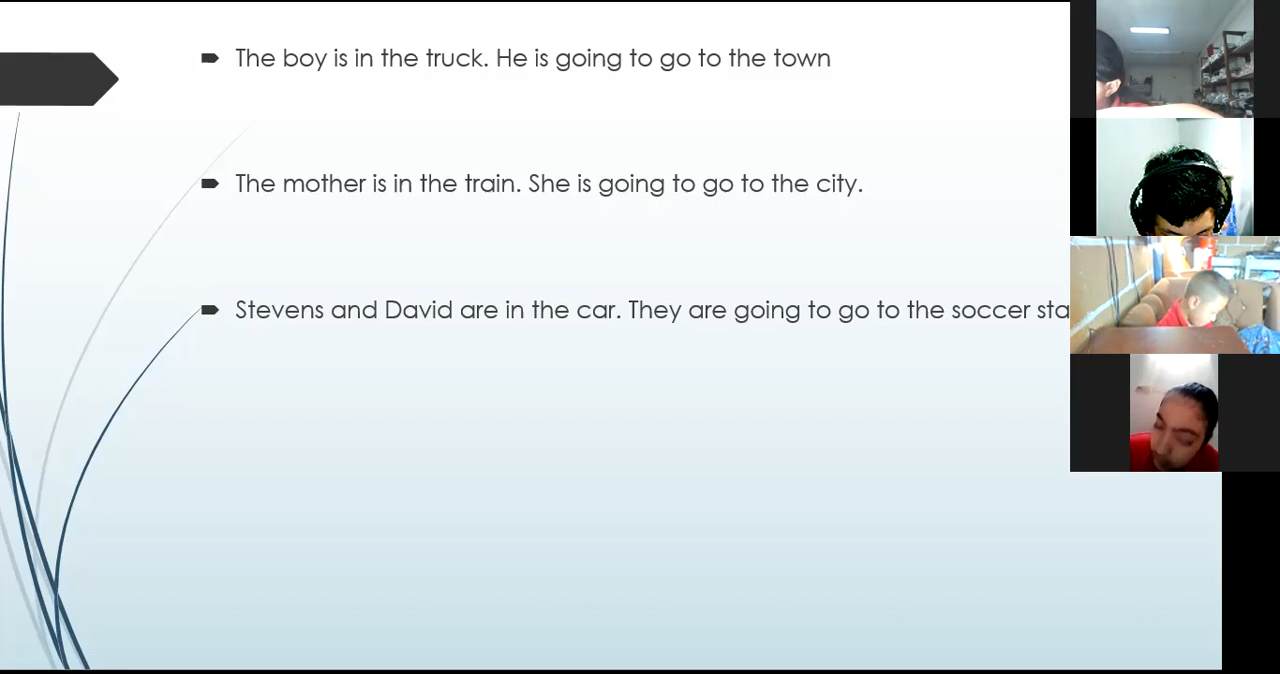 The boy is in the truck. He is going to go to the town
The mother is in the train. She is going to go to the city.
Stevens and David are in the car. They are going to go to the soccer